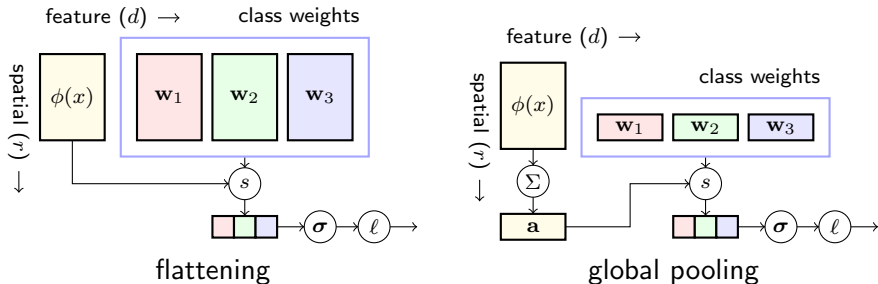 feature (d) →
class weights
spatial (r) →
ϕ(x)
w₁
w₂
w₃
s
σ
ℓ
flattening
feature (d) →
class weights
spatial (r) →
ϕ(x)
w₁
w₂
w₃
Σ
s
a
σ
ℓ
global pooling